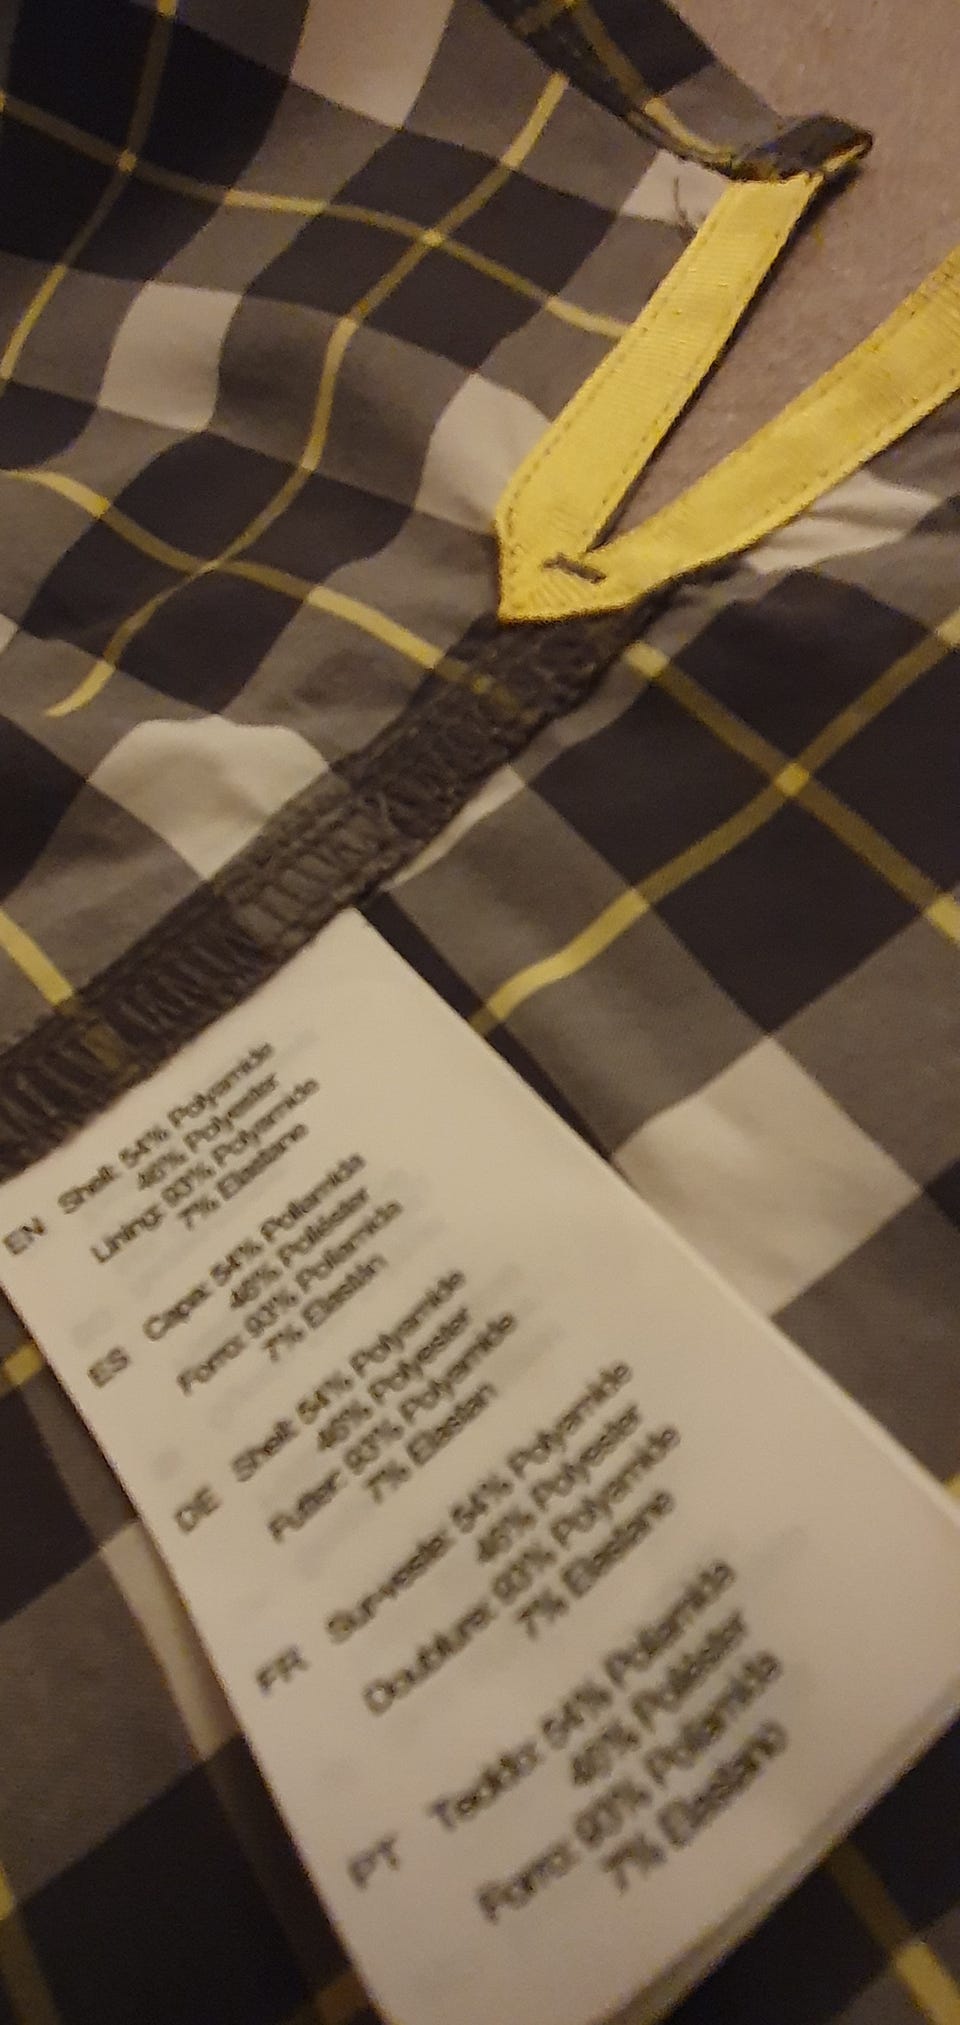 EN Shell: 54% Polyamide
46% Polyester
Lining: 93% Polyamide
7% Elastane
ES Capa: 54% Poliamida
46% Poliéster
Forro: 93% Poliamida
7% Elastán
DE Shell: 54% Polyamide
46% Polyester
Futter: 93% Polyamide
7% Elastan
FR Sur-veste: 54% Polyamide
46% Polyester
Doublure: 93% Polyamide
7% Elastane
PT Tecido: 54% Poliamida
46% Poliéster
Forro: 93% Poliamida
7% Elastano